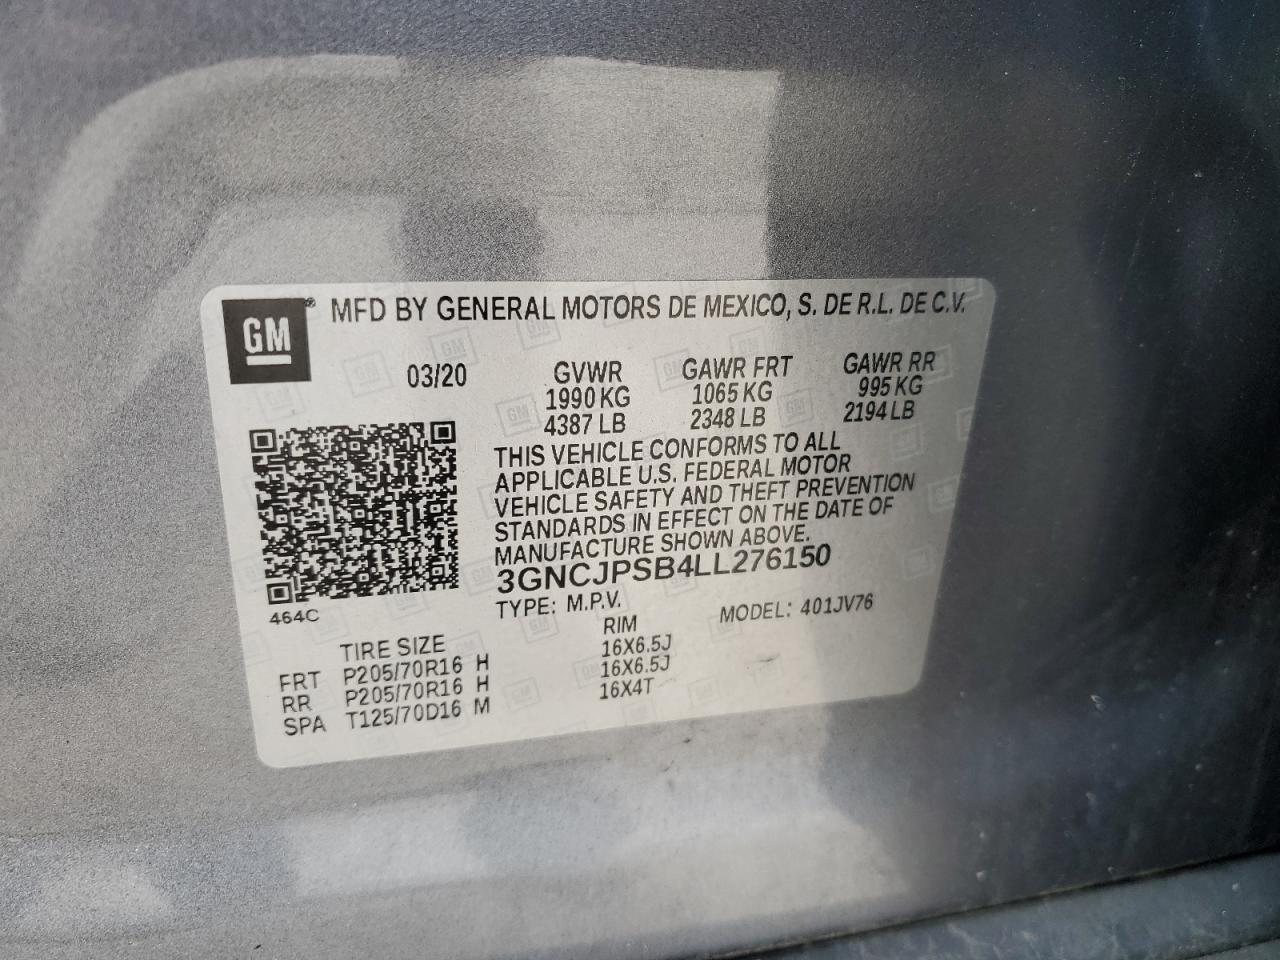 GM® MFD BY GENERAL MOTORS DE MEXICO, S. DE R.L. DE C.V.
03/20 GVWR GAWR FRT GAWR RR
1990 KG 1065 KG 995 KG
4387 LB 2348 LB 2194 LB
THIS VEHICLE CONFORMS TO ALL
APPLICABLE U.S. FEDERAL MOTOR
VEHICLE SAFETY AND THEFT PREVENTION
STANDARDS IN EFFECT ON THE DATE OF
MANUFACTURE SHOWN ABOVE.
3GNCJPSB4LL276150
464C
TYPE: M.P.V. MODEL: 401JV76
TIRE SIZE RIM
FRT P205/70R16 H 16X6.5J
RR P205/70R16 H 16X6.5J
SPA T125/70D16 M 16X4T